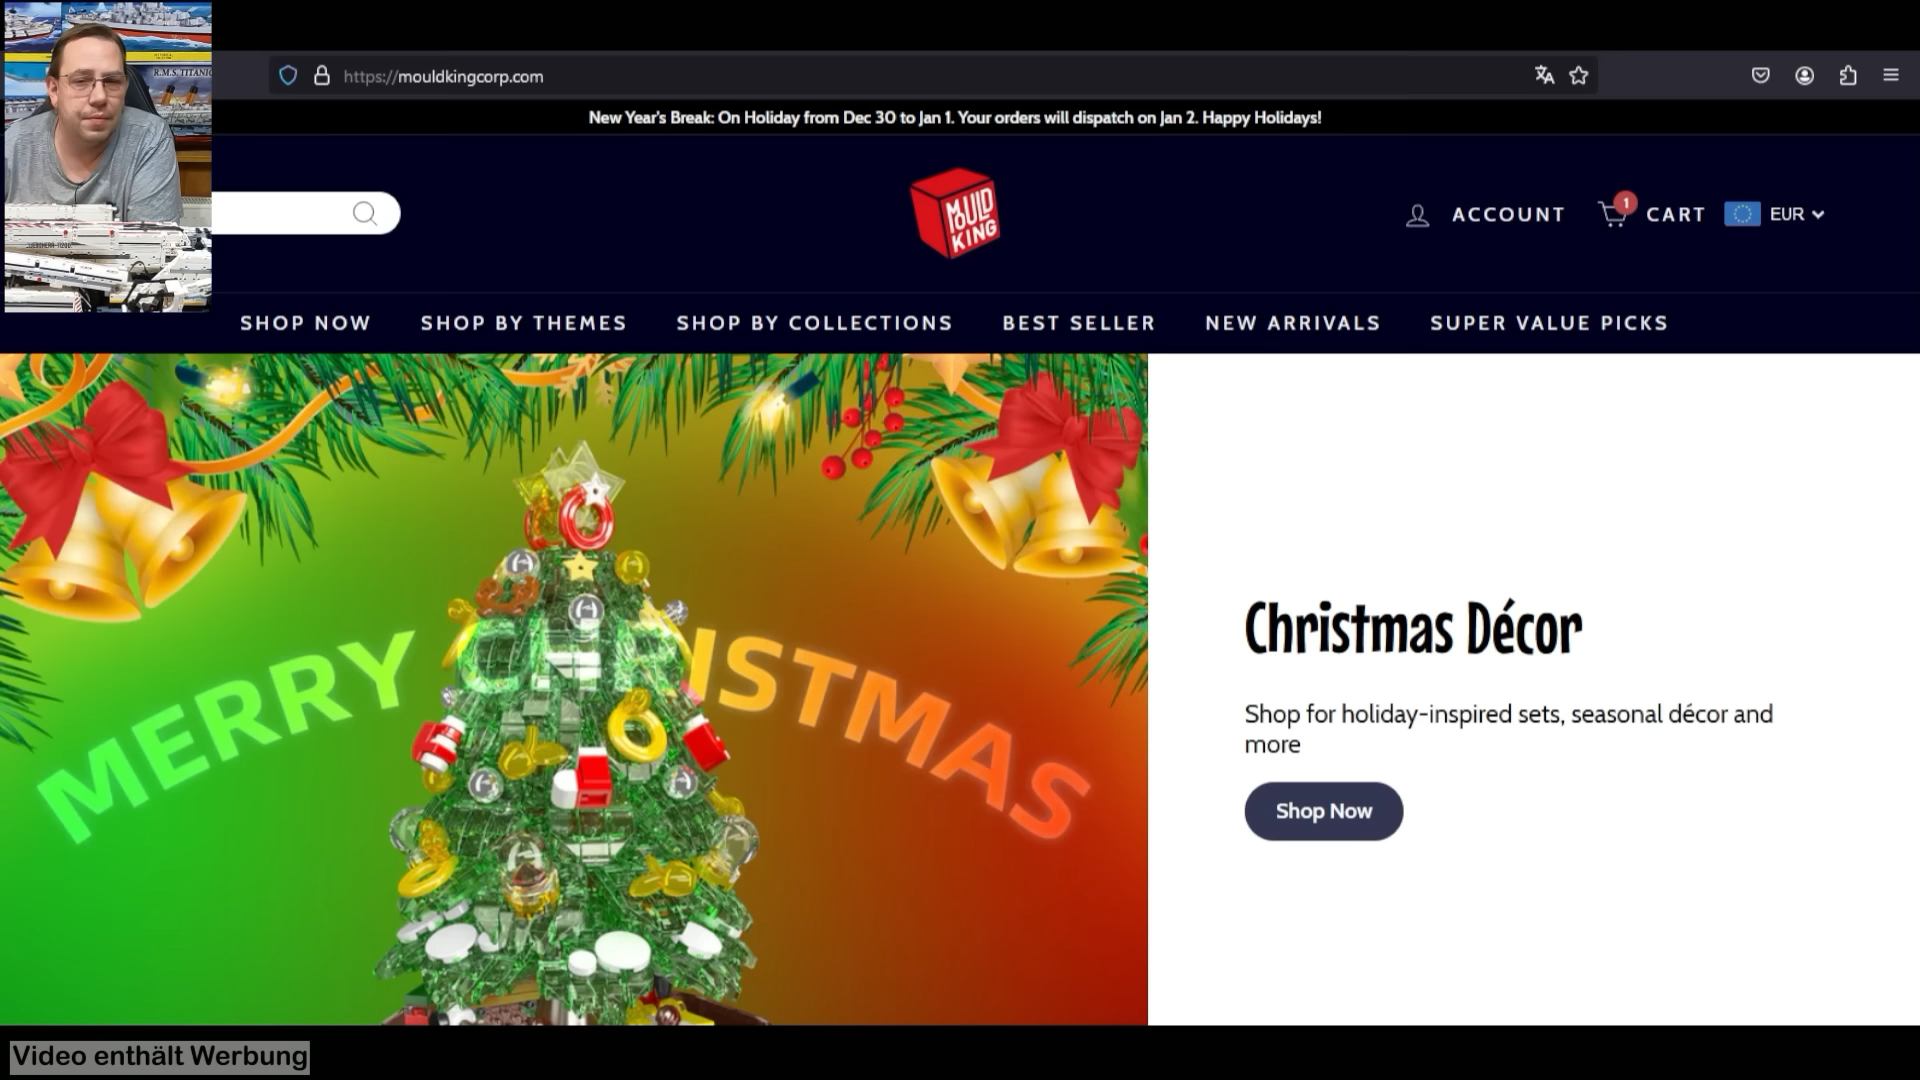 R.M.S. TITANIC
https://mouldkingcorp.com
New Year's Break: On Holiday from Dec 30 to Jan 1. Your orders will dispatch on Jan 2. Happy Holidays!
MOULD
KING
ACCOUNT
1
CART
EUR
SHOP NOW
SHOP BY THEMES
SHOP BY COLLECTIONS
BEST SELLER
NEW ARRIVALS
SUPER VALUE PICKS
MERRY C ISTMAS
Christmas Décor
Shop for holiday-inspired sets, seasonal décor and
more
Shop Now
Video enthält Werbung